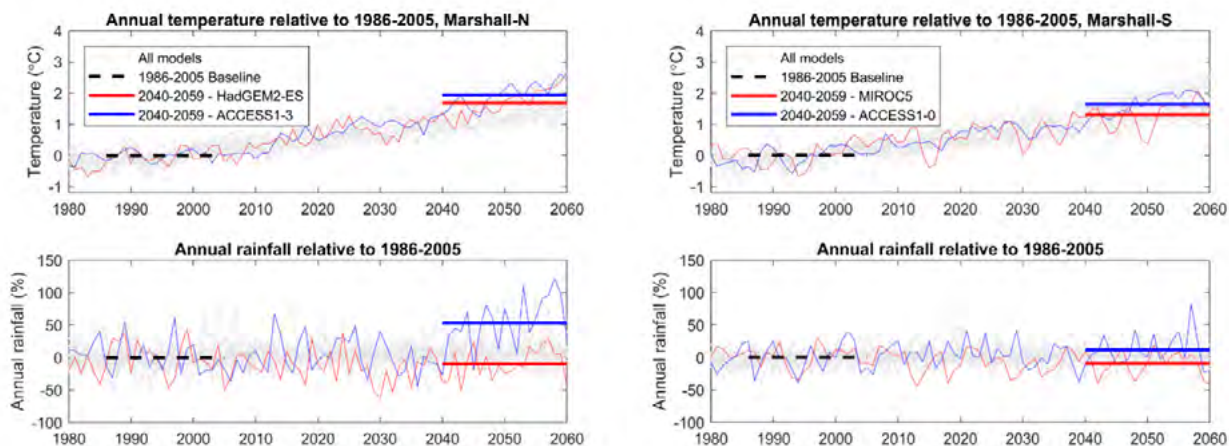 Annual temperature relative to 1986-2005, Marshall-N
Temperature (°C)
4
3
2
1
0
-1
All models
1986-2005 Baseline
2040-2059 - HadGEM2-ES
2040-2059 - ACCESS1-3
1980 1990 2000 2010 2020 2030 2040 2050 2060
Annual temperature relative to 1986-2005, Marshall-S
Temperature (°C)
4
3
2
1
0
-1
All models
1986-2005 Baseline
2040-2059 - MIROC5
2040-2059 - ACCESS1-0
1980 1990 2000 2010 2020 2030 2040 2050 2060
Annual rainfall relative to 1986-2005
Annual rainfall (%)
150
100
50
0
-50
-100
1980 1990 2000 2010 2020 2030 2040 2050 2060
Annual rainfall relative to 1986-2005
Annual rainfall (%)
150
100
50
0
-50
-100
1980 1990 2000 2010 2020 2030 2040 2050 2060